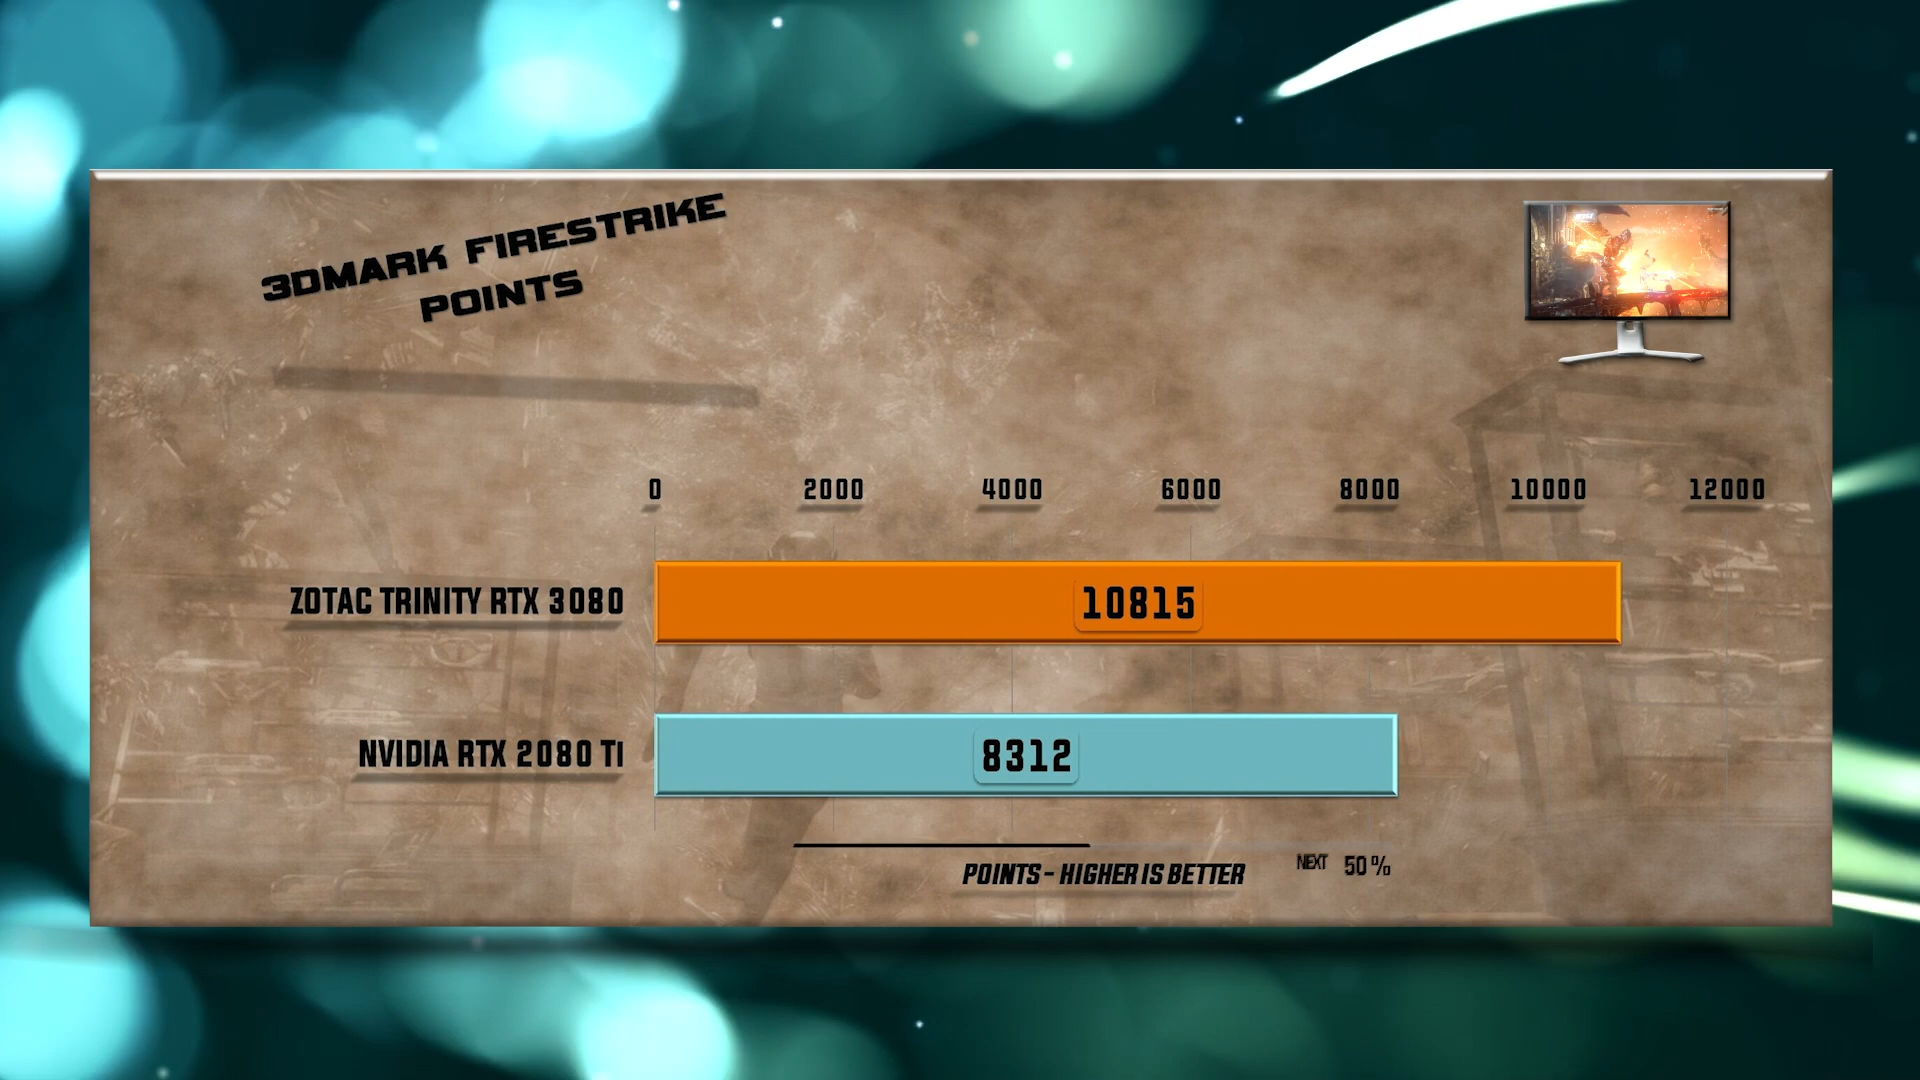 3DMARK FIRESTRIKE
POINTS
0 2000 4000 6000 8000 10000 12000
ZOTAC TRINITY RTX 3080 10815
NVIDIA RTX 2080 TI 8312
POINTS - HIGHER IS BETTER
NEXT 50%